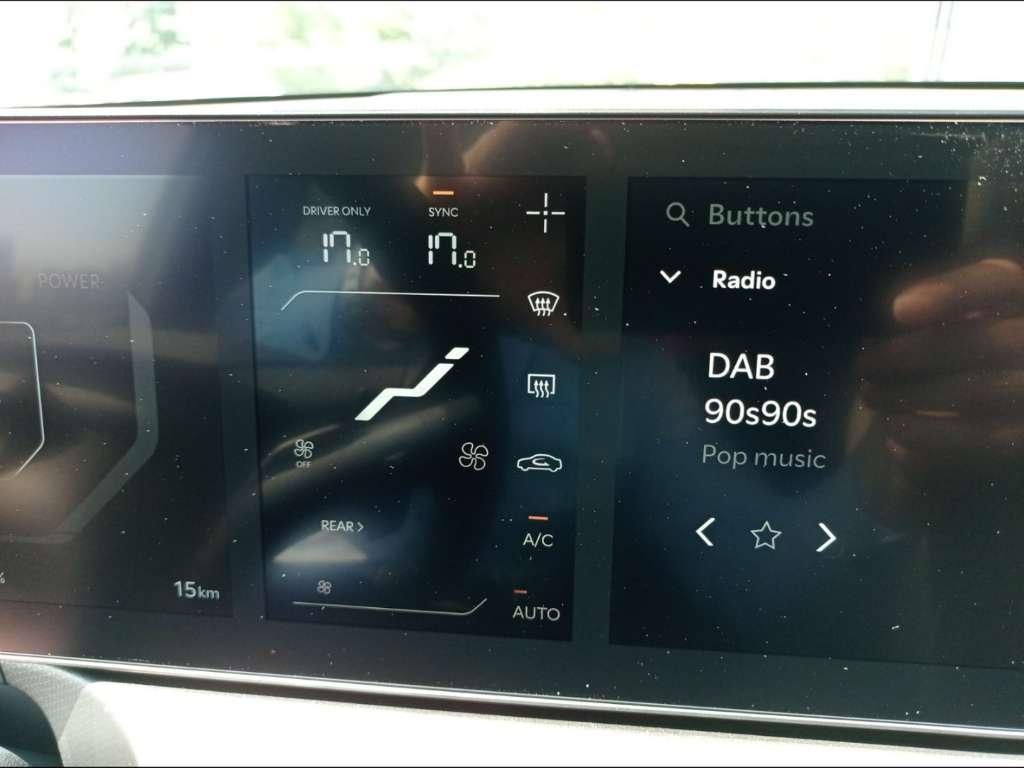 POWER
%
15km
DRIVER ONLY
SYNC
17.0
17.0
OFF
REAR >
A/C
AUTO
Buttons
Radio
DAB
90s90s
Pop music